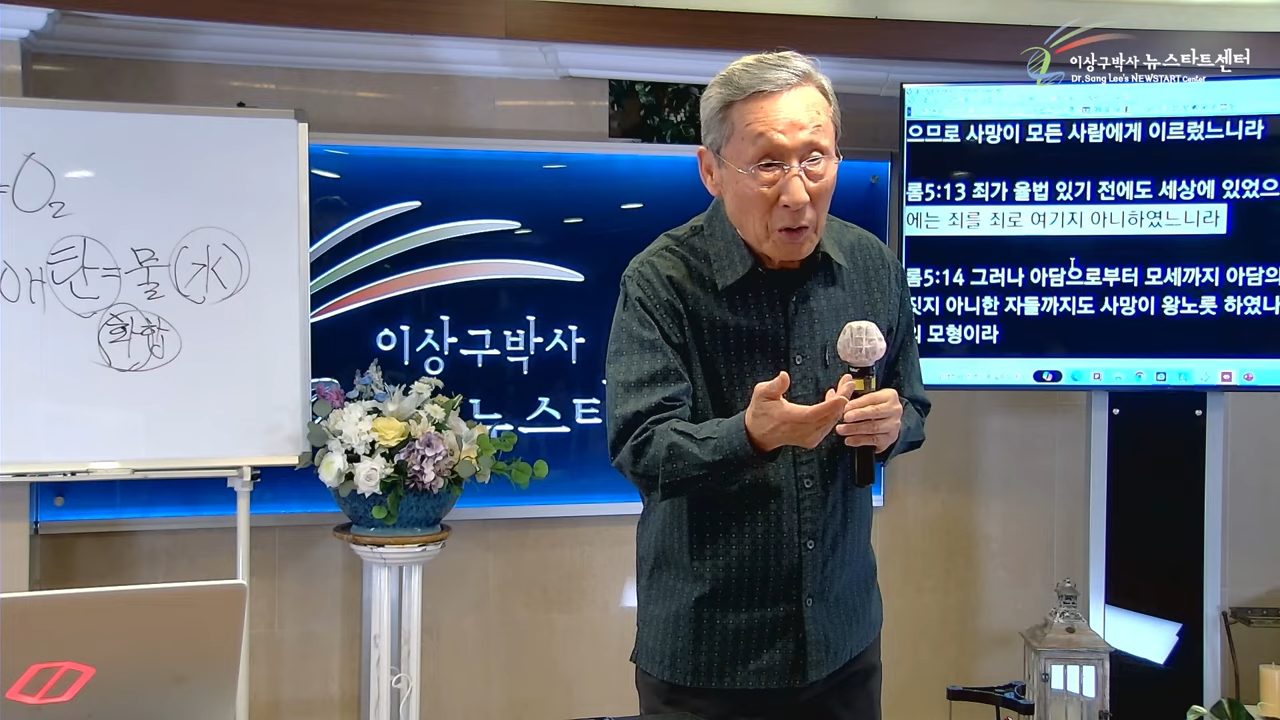 이상구박사 뉴스타트센터
Dr. Sang Lee's NEWSTART Center
=O₂
애탄=물(水)
화합
이상구박사
뉴스타
으므로 사망이 모든 사람에게 이르렀느니라
롬5:13 죄가 율법 있기 전에도 세상에 있었으
에는 죄를 죄로 여기지 아니하였느니라
롬5:14 그러나 아담으로부터 모세까지 아담의
짓지 아니한 자들까지도 사망이 왕노릇 하였나
의 모형이라